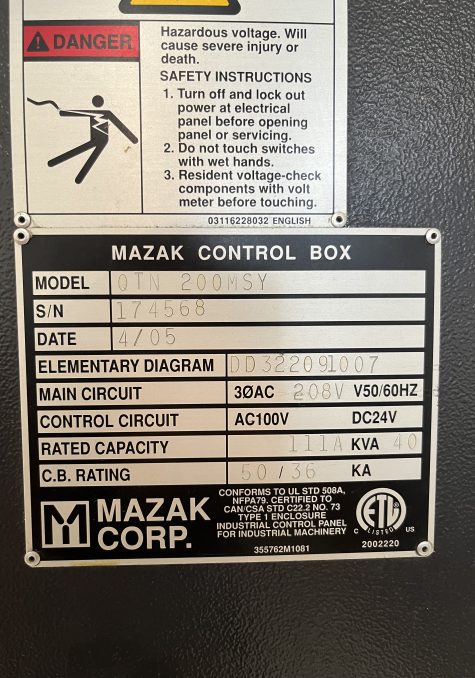 DANGER
Hazardous voltage. Will
cause severe injury or
death.
SAFETY INSTRUCTIONS
1. Turn off and lock out
power at electrical
panel before opening
panel or servicing.
2. Do not touch switches
with wet hands.
3. Resident voltage-check
components with volt
meter before touching.
03116228032 ENGLISH
MAZAK CONTROL BOX
MODEL QTN 200MSY
S/N 174568
DATE 4/05
ELEMENTARY DIAGRAM DD322091007
MAIN CIRCUIT 3ØAC 208V V50/60HZ
CONTROL CIRCUIT AC100V DC24V
RATED CAPACITY 111A KVA 40
C.B. RATING 50/36 KA
MAZAK
CORP.
CONFORMS TO UL STD 508A,
NFPA79. CERTIFIED TO
CAN/CSA STD C22.2 NO. 73
TYPE 1 ENCLOSURE
INDUSTRIAL CONTROL PANEL
FOR INDUSTRIAL MACHINERY
355762M1081
ETL
C LISTED US
2002220